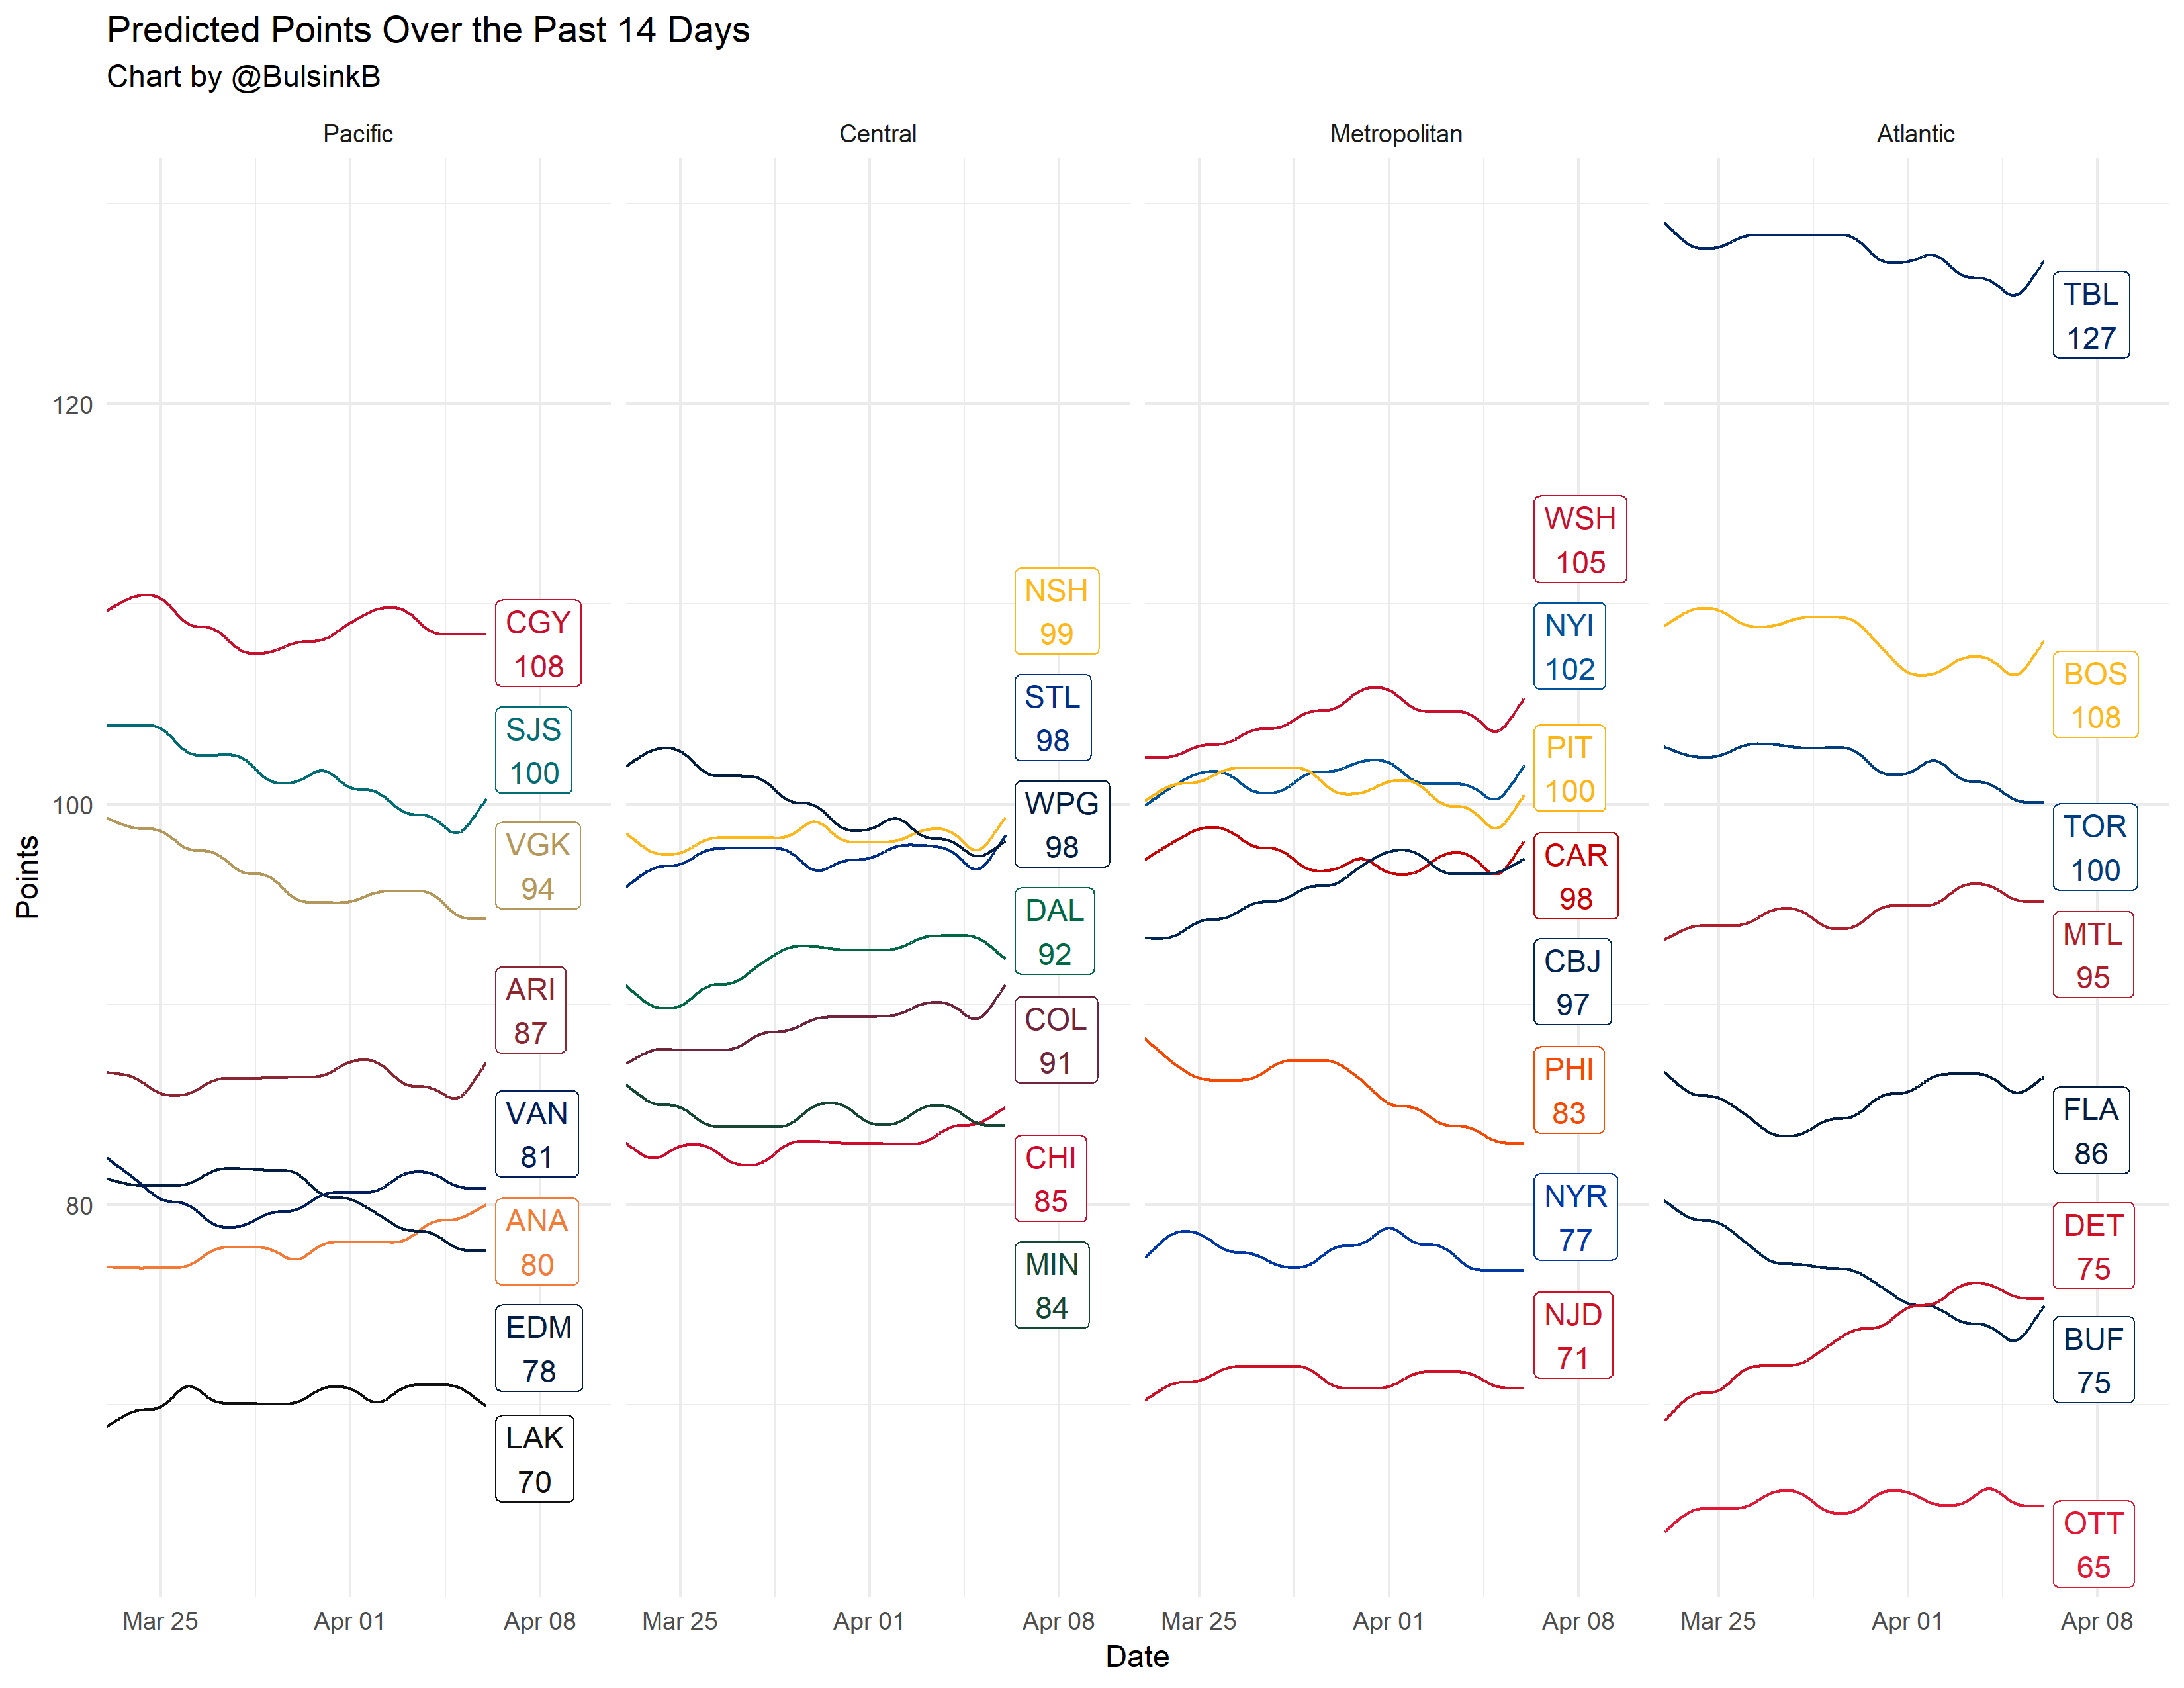 Predicted Points Over the Past 14 Days
Chart by @BulsinkB
Pacific
Central
Metropolitan
Atlantic
Points
120
100
80
CGY
108
SJS
100
VGK
94
ARI
87
VAN
81
ANA
80
EDM
78
LAK
70
NSH
99
STL
98
WPG
98
DAL
92
COL
91
CHI
85
MIN
84
WSH
105
NYI
102
PIT
100
CAR
98
CBJ
97
PHI
83
NYR
77
NJD
71
TBL
127
BOS
108
TOR
100
MTL
95
FLA
86
DET
75
BUF
75
OTT
65
Mar 25 Apr 01 Apr 08
Mar 25 Apr 01 Apr 08
Mar 25 Apr 01 Apr 08
Mar 25 Apr 01 Apr 08
Date